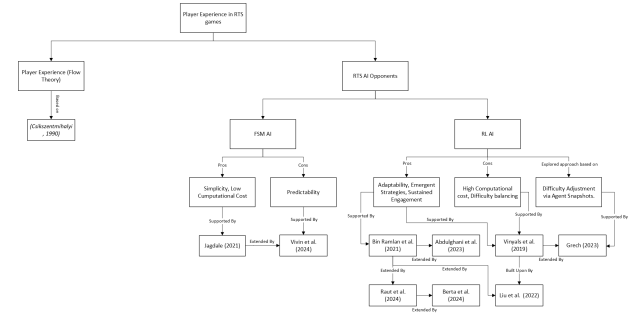 Player Experience in RTS
games
Player Experience (Flow
Theory)
RTS AI Opponents
Based on
(Csikszentmihalyi
, 1990)
FSM AI
RL AI
Pros
Cons
Pros
Cons
Explored approach based on
Simplicity, Low
Cumputational Cost
Predictability
Adaptability, Emergent
Strategies, Sustained
Engagement
High Computational
cost, Difficulty balancing
Difficulty Adjustment
via Agent Snapshots.
Supported By
Supported By
Supported By
Supported By
Supported By
Supported By
Jagdale (2021)
Extended By
Vivin et al.
(2024)
Bin Ramlan et al.
(2021)
Abdulghani et al.
(2023)
Vinyals et al.
(2019)
Grech (2023)
Extended By
Extended By
Extended By
Extended By
Built Upon By
Raut et al.
(2024)
Berta et al.
(2024)
Liu et al. (2022)
Extended By